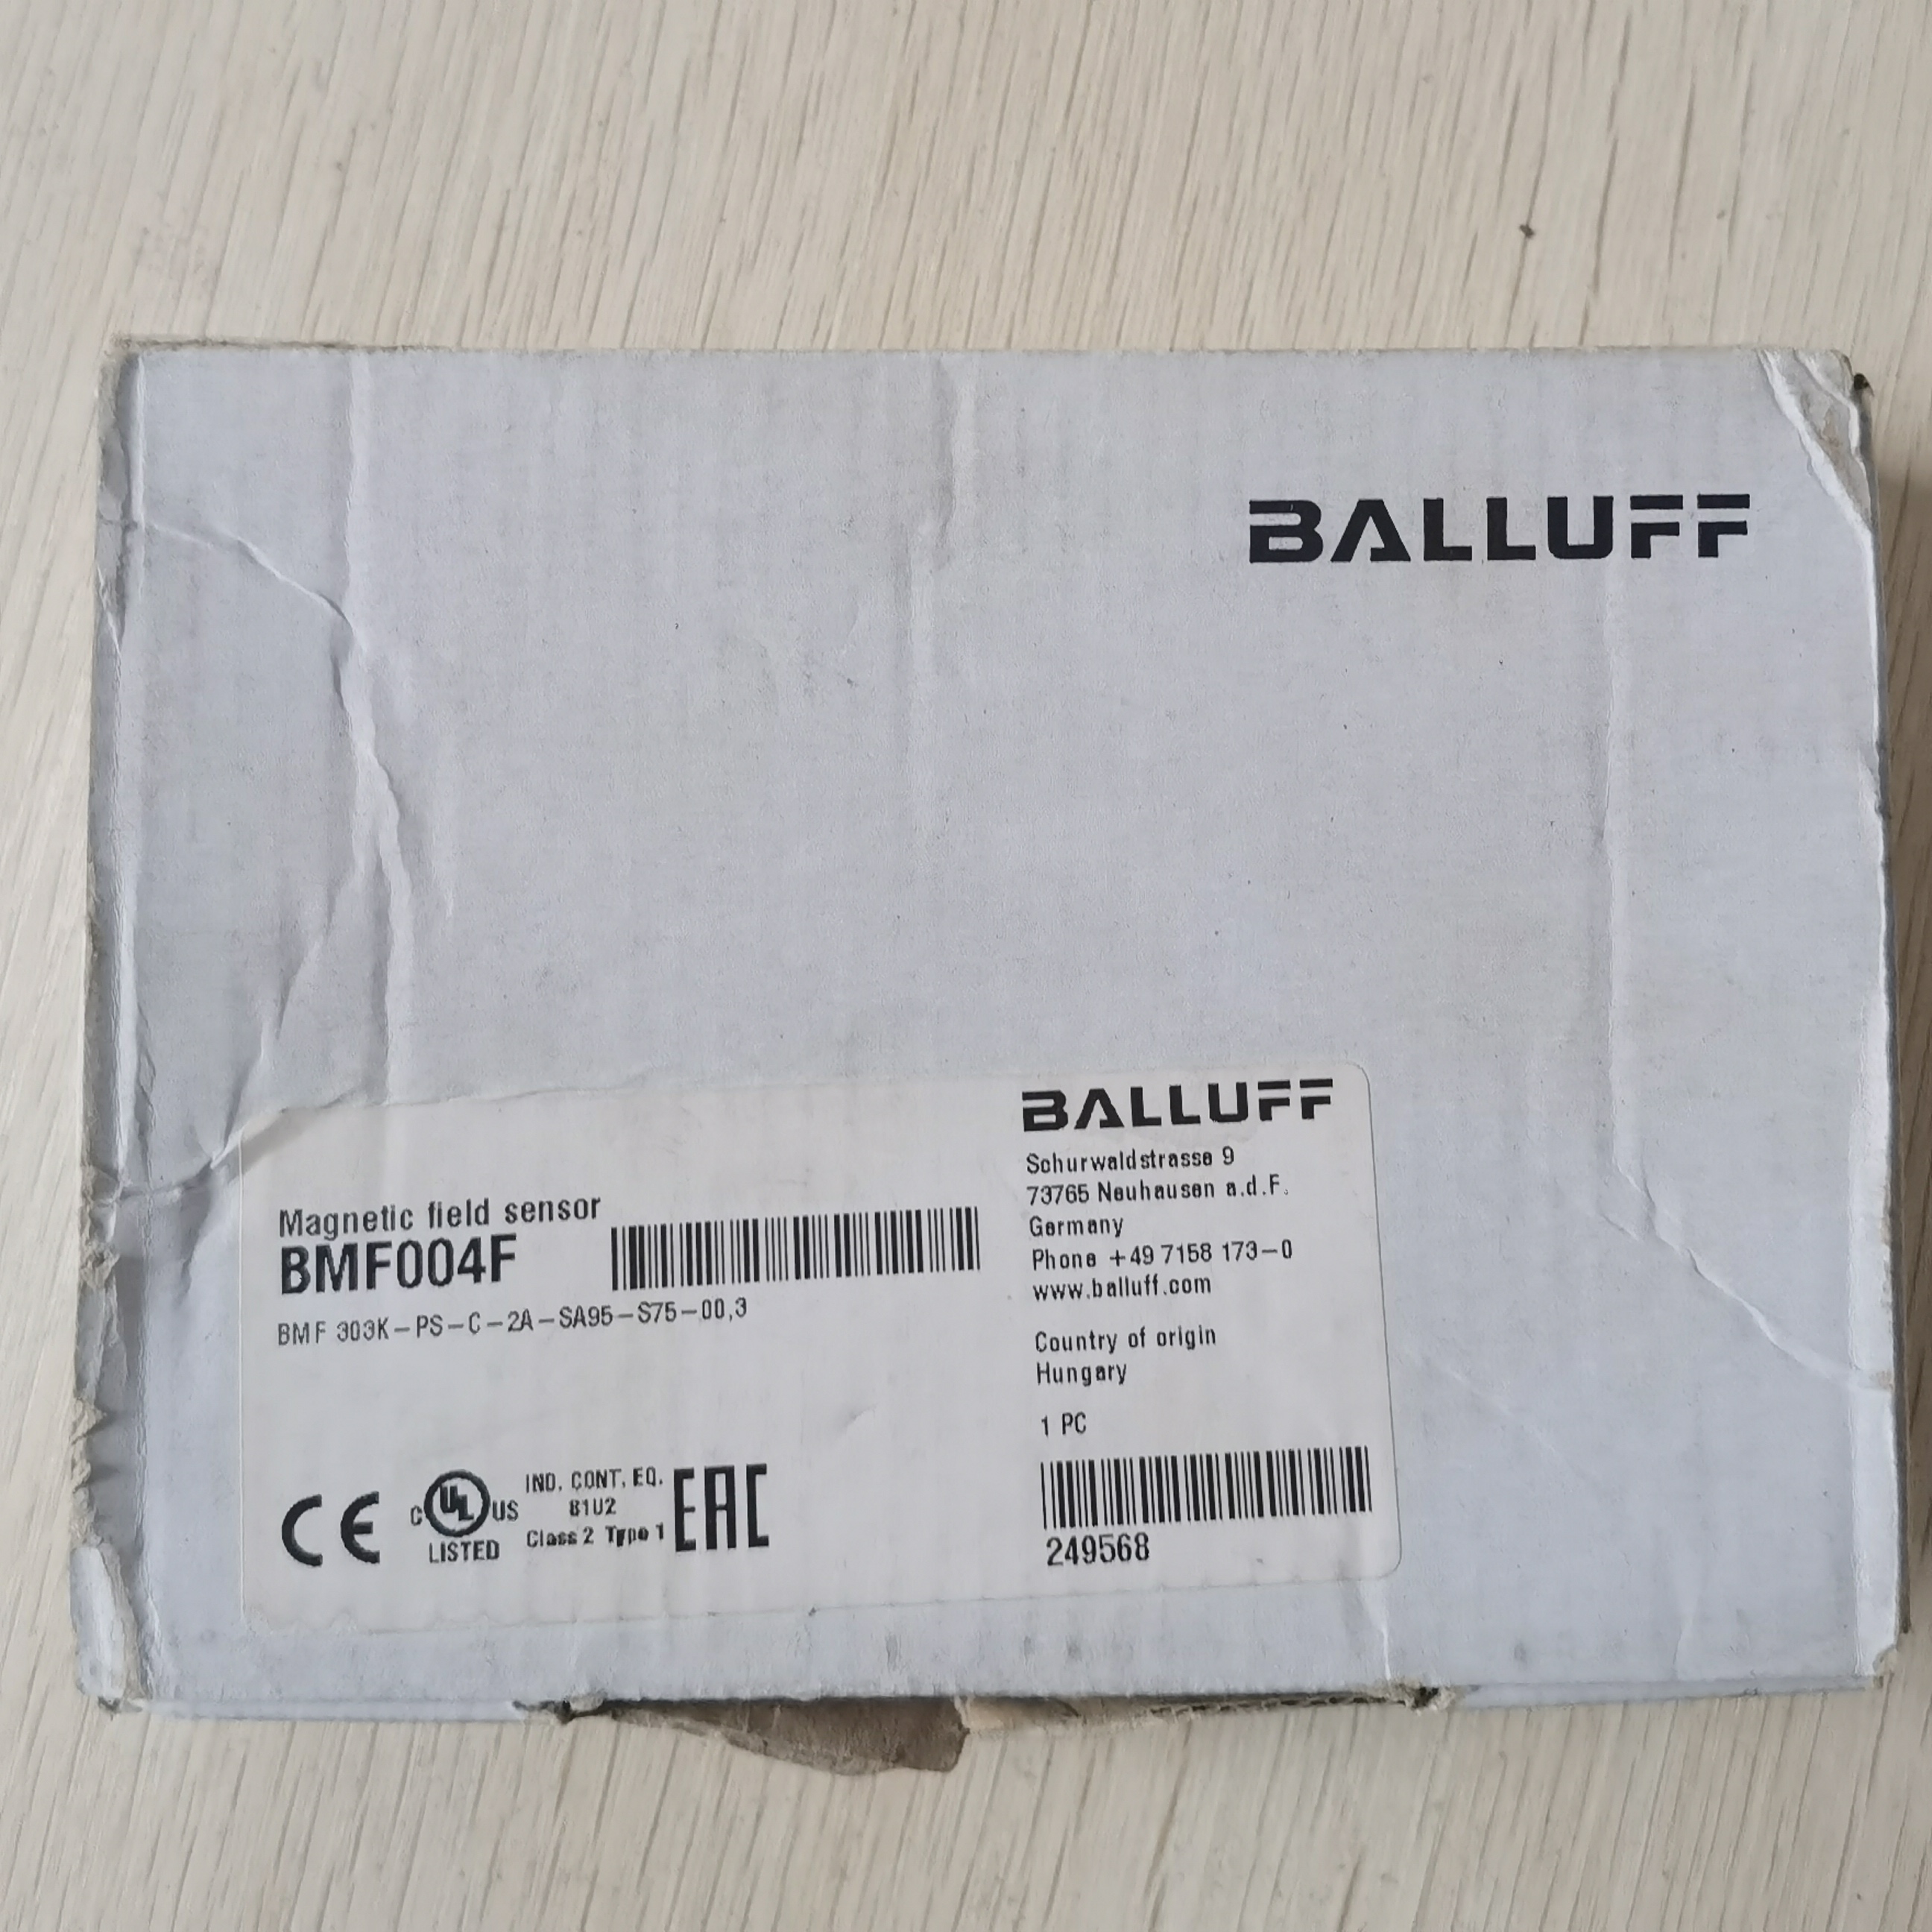 BALLUFF
BALLUFF
Schurwaldstrasse 9
73765 Neuhausen a.d.F.
Germany
Phone +49 7158 173-0
www.balluff.com
Country of origin
Hungary
1 PC
249568
Magnetic field sensor
BMF004F
BMF 303K-PS-C-2A-SA95-S75-00,3
CE
C UL US
LISTED
IND. CONT. EQ.
81U2
Class 2 Type 1
EAC